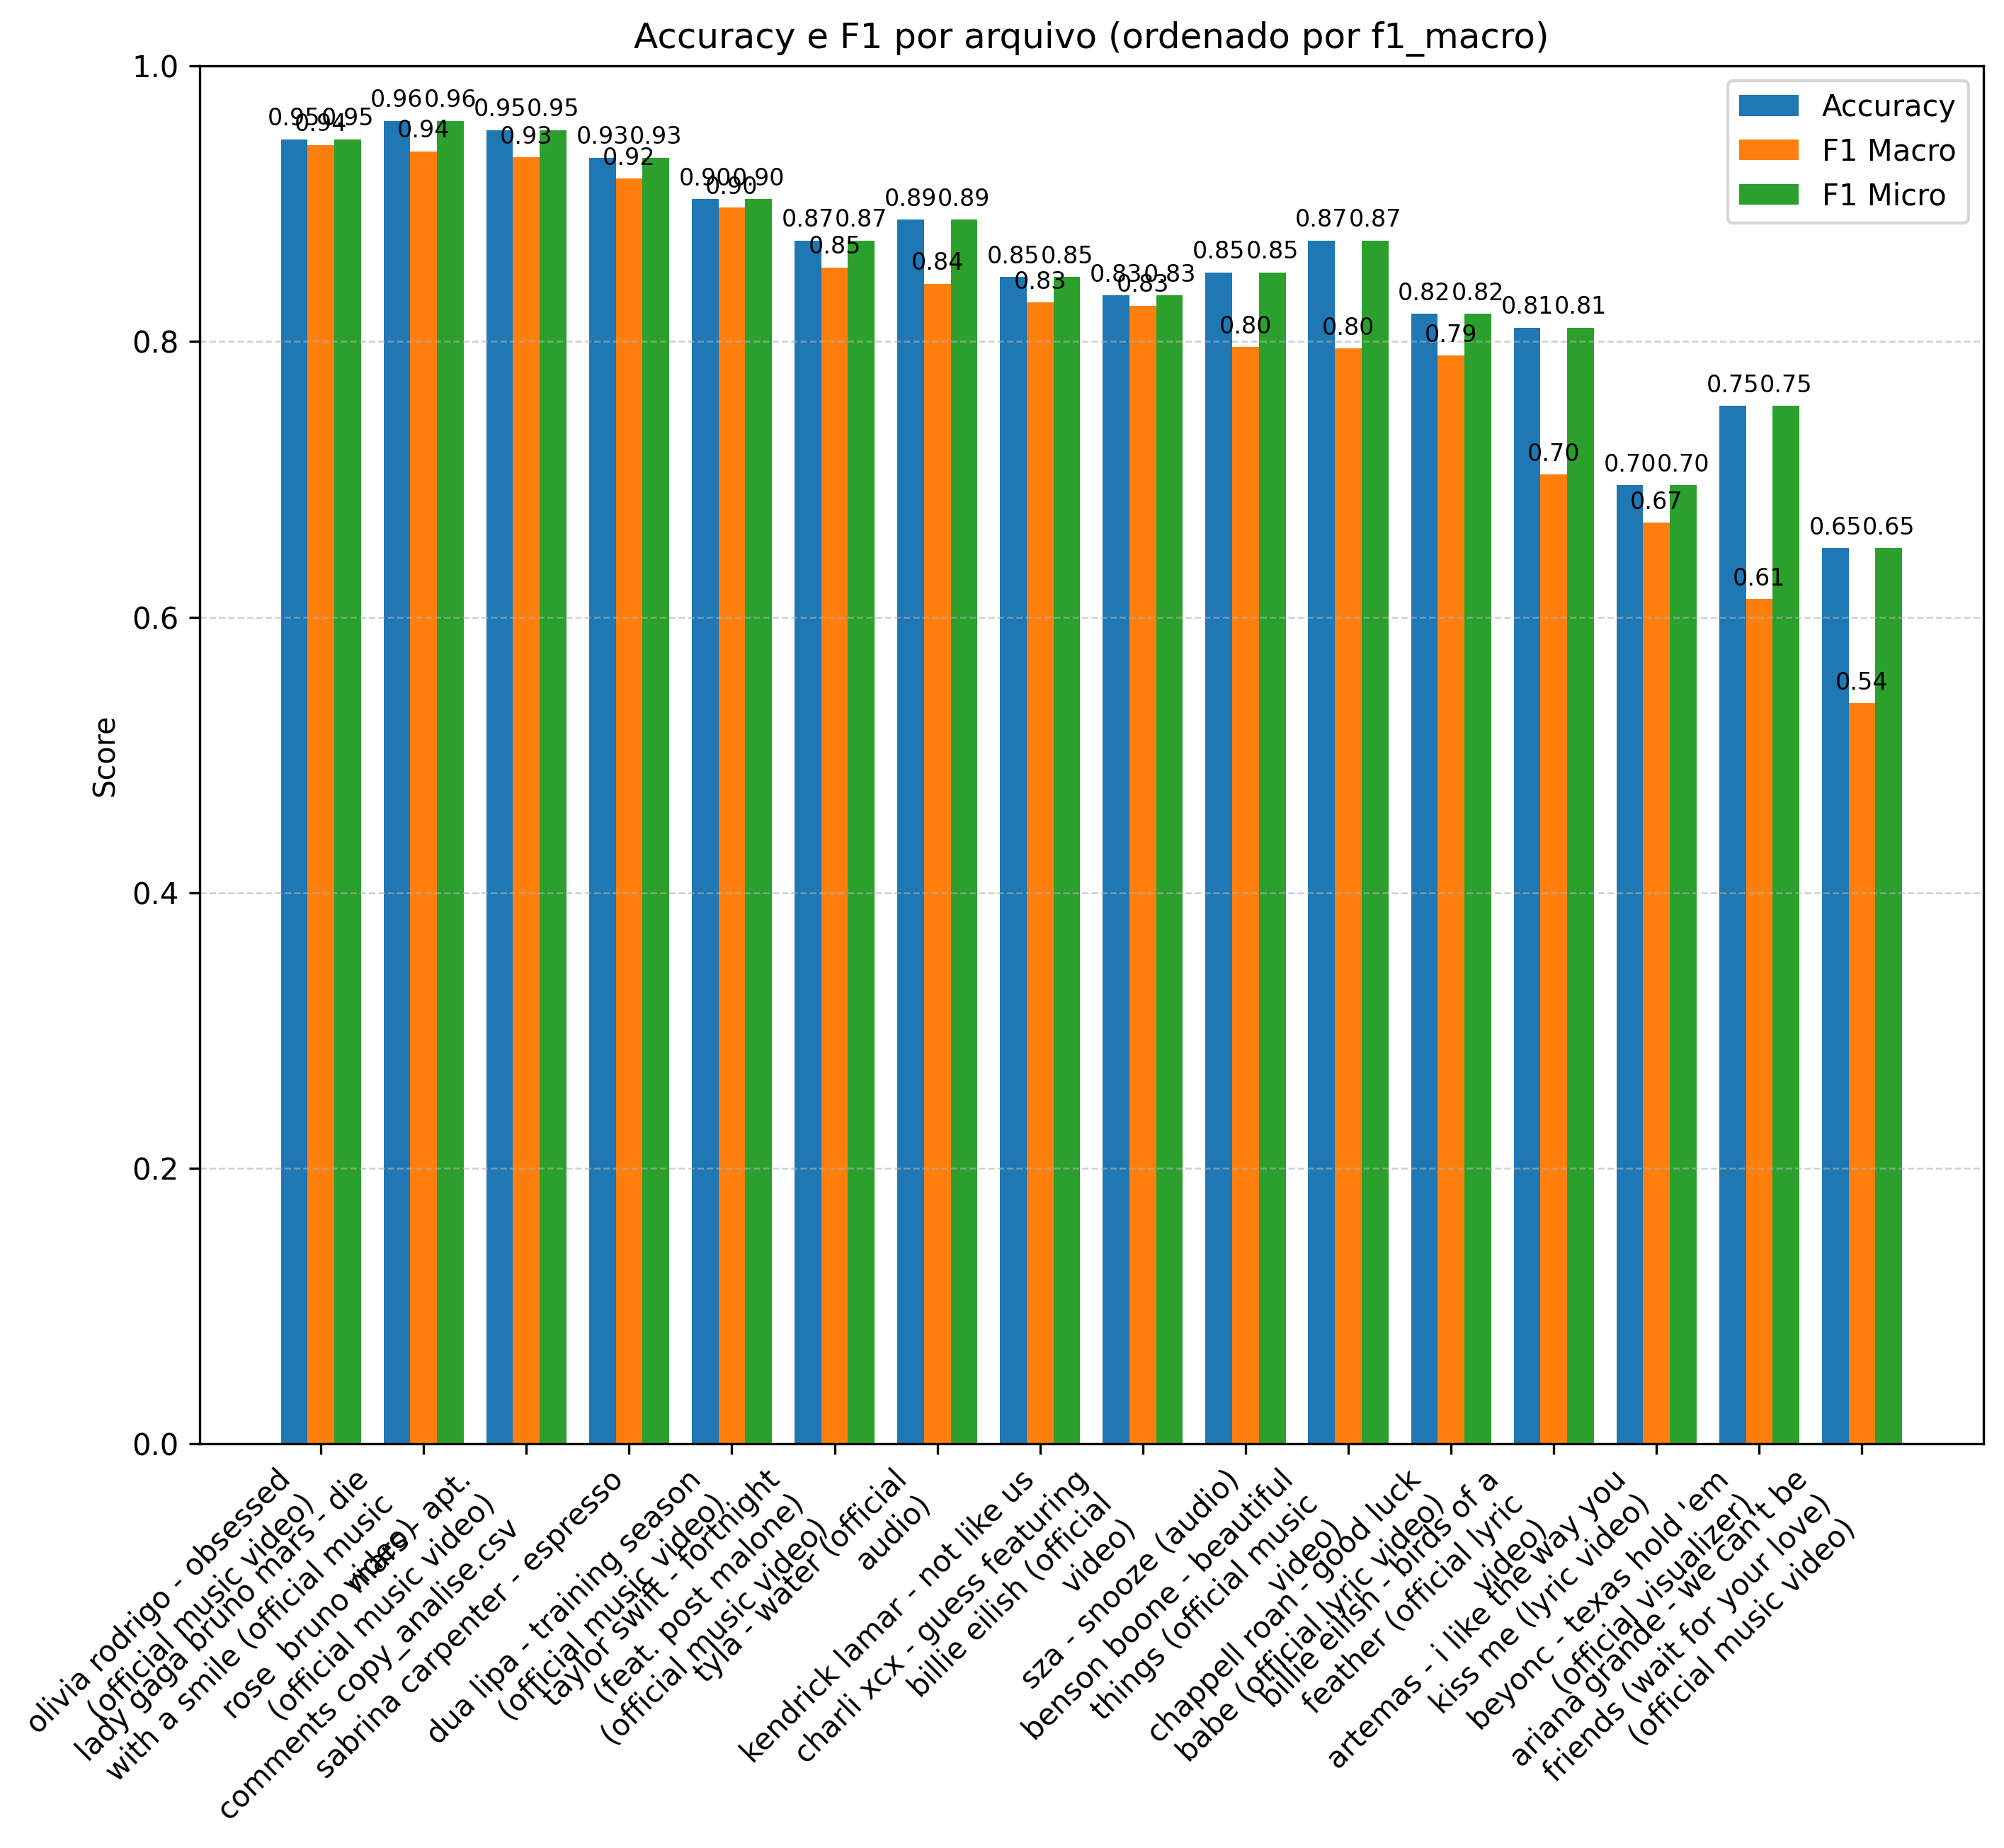 Accuracy e F1 por arquivo (ordenado por f1_macro)
Accuracy
F1 Macro
F1 Micro
Score
1.0
0.8
0.6
0.4
0.2
0.0
0.95 0.94 0.95
0.96 0.94 0.96
0.95 0.93 0.95
0.93 0.92 0.93
0.90 0.90 0.90
0.87 0.85 0.87
0.89 0.84 0.89
0.85 0.83 0.85
0.83 0.83 0.83
0.85 0.80 0.85
0.87 0.80 0.87
0.82 0.79 0.82
0.81 0.70 0.81
0.70 0.67 0.70
0.75 0.61 0.75
0.65 0.54 0.65
olivia rodrigo - obsessed
(official music video)
lady gaga bruno mars - die
with a smile (official music
video)
rose bruno mars - apt.
(official music video)
comments copy_analise.csv
sabrina carpenter - espresso
dua lipa - training season
(official music video)
taylor swift - fortnight
(feat. post malone)
(official music video)
tyla - water (official
audio)
kendrick lamar - not like us
charli xcx - guess featuring
billie eilish (official
video)
sza - snooze (audio)
benson boone - beautiful
things (official music
video)
chappell roan - good luck
babe (official lyric video)
billie eilish - birds of a
feather (official lyric
video)
artemas - i like the way you
kiss me (lyric video)
beyonc - texas hold 'em
(official visualizer)
ariana grande - we can't be
friends (wait for your love)
(official music video)